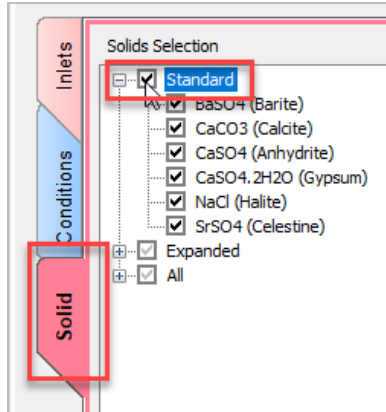 Inlets
Conditions
Solid
Solids Selection
Standard
BaSO4 (Barite)
CaCO3 (Calcite)
CaSO4 (Anhydrite)
CaSO4.2H2O (Gypsum)
NaCl (Halite)
SrSO4 (Celestine)
Expanded
All